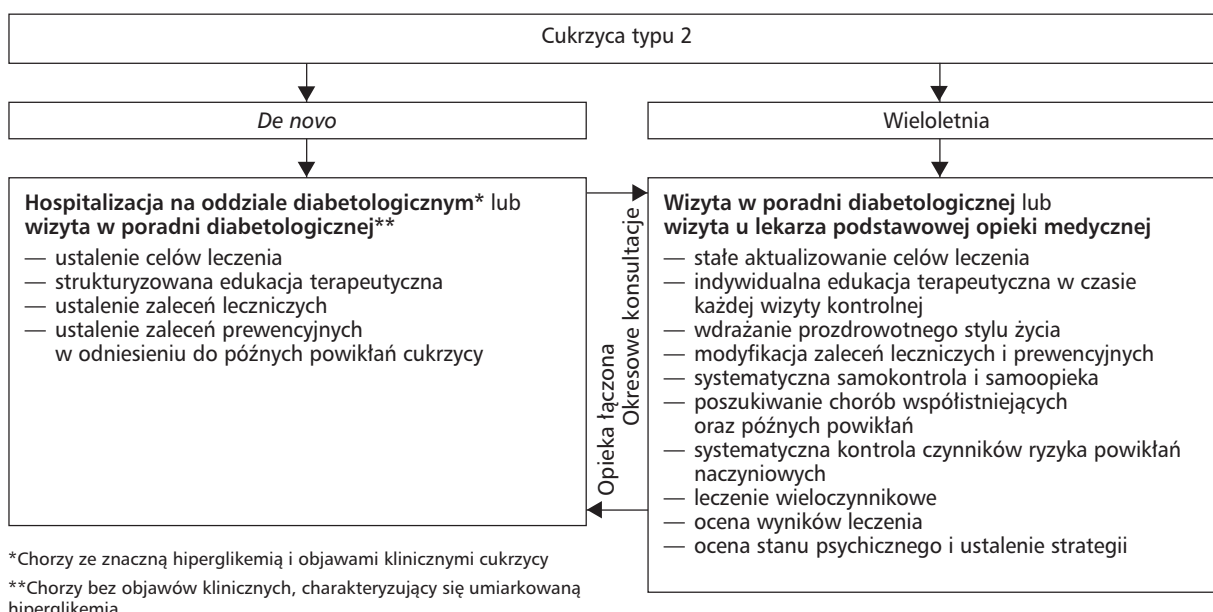 Cukrzyca typu 2
De novo
Wieloletnia
Hospitalizacja na oddziale diabetologicznym* lub
wizyta w poradni diabetologicznej**
— ustalenie celów leczenia
— strukturyzowana edukacja terapeutyczna
— ustalenie zaleceń leczniczych
— ustalenie zaleceń prewencyjnych
w odniesieniu do późnych powikłań cukrzycy
Opieka łączona
Okresowe konsultacje
Wizyta w poradni diabetologicznej lub
wizyta u lekarza podstawowej opieki medycznej
— stałe aktualizowanie celów leczenia
— indywidualna edukacja terapeutyczna w czasie
każdej wizyty kontrolnej
— wdrażanie prozdrowotnego stylu życia
— modyfikacja zaleceń leczniczych i prewencyjnych
— systematyczna samokontrola i samoopieka
— poszukiwanie chorób współistniejących
oraz późnych powikłań
— systematyczna kontrola czynników ryzyka powikłań
naczyniowych
— leczenie wieloczynnikowe
— ocena wyników leczenia
— ocena stanu psychicznego i ustalenie strategii
*Chorzy ze znaczną hiperglikemią i objawami klinicznymi cukrzycy
**Chorzy bez objawów klinicznych, charakteryzujący się umiarkowaną
hiperglikemią